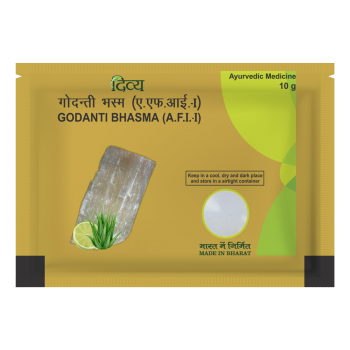 दिव्य
गोदन्ती भस्म (ए.एफ.आई.-I)
GODANTI BHASMA (A.F.I.-I)
Ayurvedic Medicine
10 g
Keep in a cool, dry and dark place
and store in a airtight container
भारत में निर्मित
MADE IN BHARAT